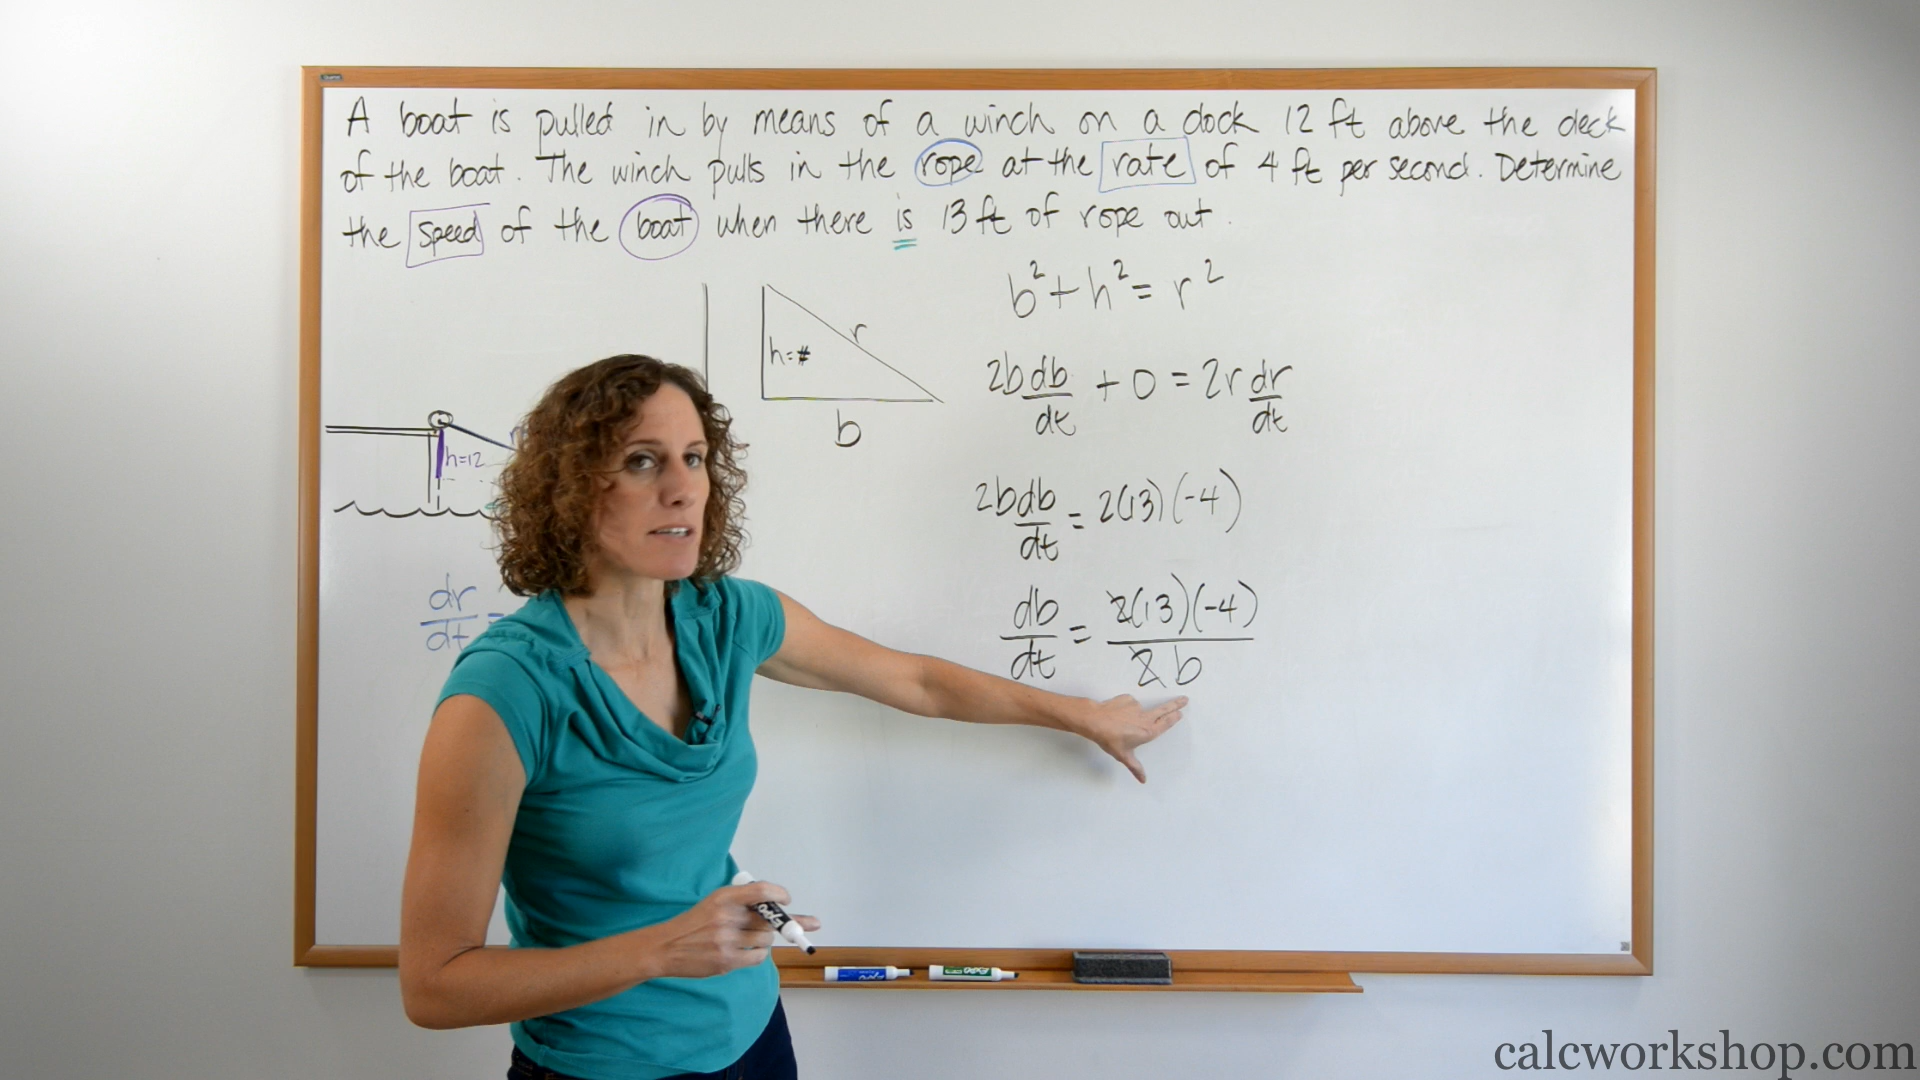 A boat is pulled in by means of a winch on a dock 12 ft above the deck
of the boat. The winch pulls in the rope at the rate of 4 ft per second. Determine
the speed of the boat when there is 13 ft of rope out.
b² + h² = r²
r
h=#
b
2b db/dt + 0 = 2r dr/dt
h=12
2b db/dt = 2(13)(-4)
dr/dt =
db/dt = 2(13)(-4)/2b
EXPO
calcworkshop.com